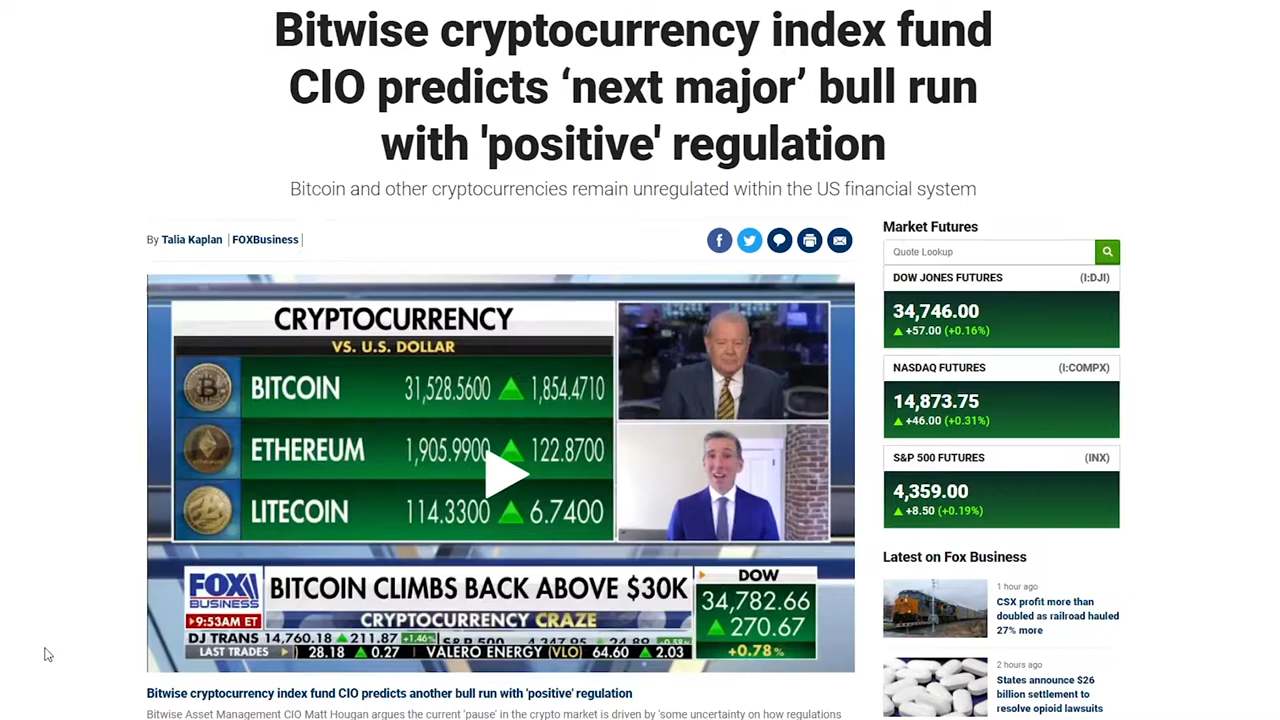 Bitwise cryptocurrency index fund
CIO predicts ‘next major’ bull run
with 'positive' regulation
Bitcoin and other cryptocurrencies remain unregulated within the US financial system
By Talia Kaplan | FOXBusiness |
CRYPTOCURRENCY
VS. U.S. DOLLAR
BITCOIN 31,528.5600 1,854.4710
ETHEREUM 1,905.9900 122.8700
LITECOIN 114.3300 6.7400
FOX BUSINESS
9:53AM ET
BITCOIN CLIMBS BACK ABOVE $30K
CRYPTOCURRENCY CRAZE
DJ TRANS 14,760.18 211.87 +1.46% S&P 500 4,347.95 24.89 +0.58%
LAST TRADES 28.18 0.27 VALERO ENERGY (VLO) 64.60 2.03
DOW
34,782.66
270.67
+0.78%
Bitwise cryptocurrency index fund CIO predicts another bull run with 'positive' regulation
Bitwise Asset Management CIO Matt Hougan argues the current 'pause' in the crypto market is driven by 'some uncertainty on how regulations
Market Futures
Quote Lookup
DOW JONES FUTURES (I:DJI)
34,746.00
+57.00 (+0.16%)
NASDAQ FUTURES (I:COMPX)
14,873.75
+46.00 (+0.31%)
S&P 500 FUTURES (INX)
4,359.00
+8.50 (+0.19%)
Latest on Fox Business
1 hour ago
CSX profit more than
doubled as railroad hauled
27% more
2 hours ago
States announce $26
billion settlement to
resolve opioid lawsuits